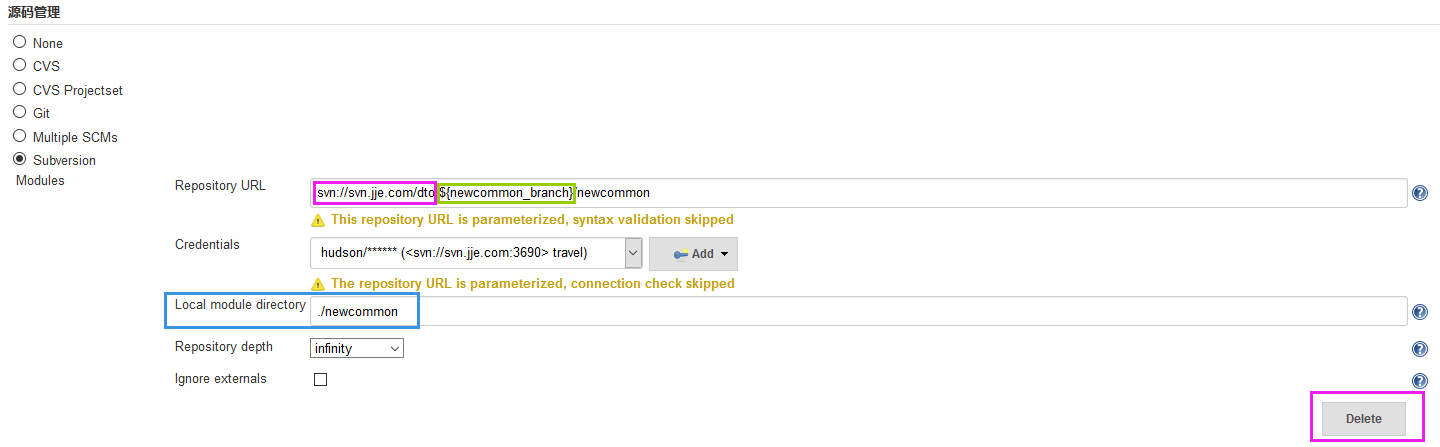 源码管理
None
CVS
CVS Projectset
Git
Multiple SCMs
Subversion
Modules
Repository URL
svn://svn.jje.com/dto/${newcommon_branch}/newcommon
This repository URL is parameterized, syntax validation skipped
Credentials
hudson/****** (<svn://svn.jje.com:3690> travel)
Add
The repository URL is parameterized, connection check skipped
Local module directory
./newcommon
Repository depth
infinity
Ignore externals
Delete